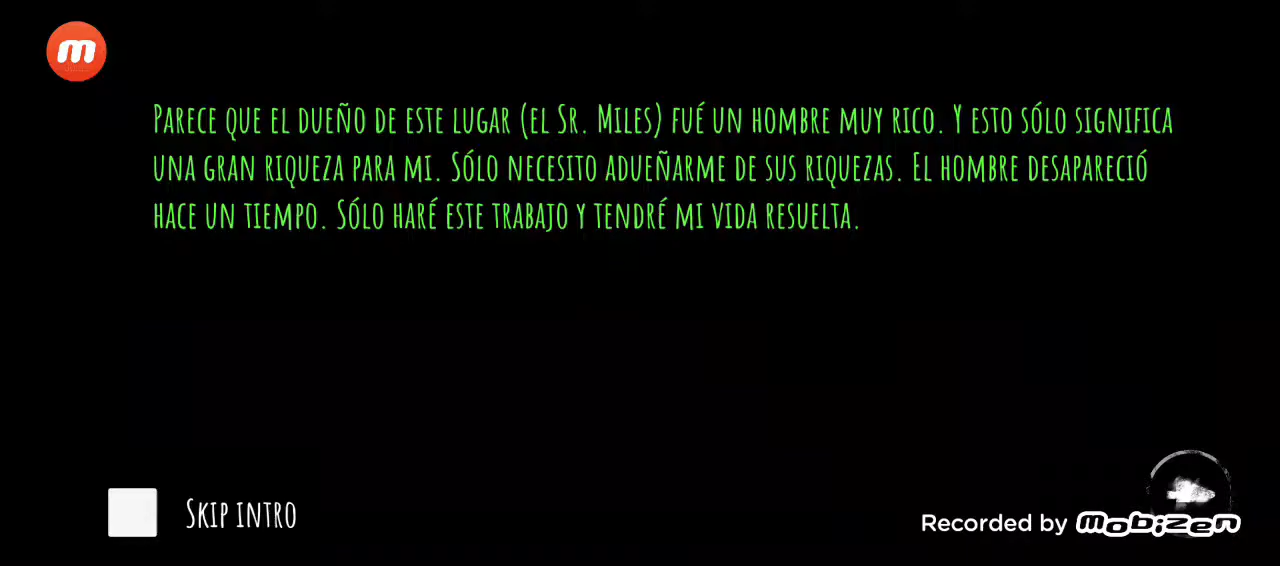 Parece que el dueño de este lugar (el Sr. Miles) fué un hombre muy rico. Y esto sólo significa
una gran riqueza para mi. Sólo necesito adueñarme de sus riquezas. El hombre desapareció
hace un tiempo. Sólo haré este trabajo y tendré mi vida resuelta.
Skip intro
Recorded by Mobizen